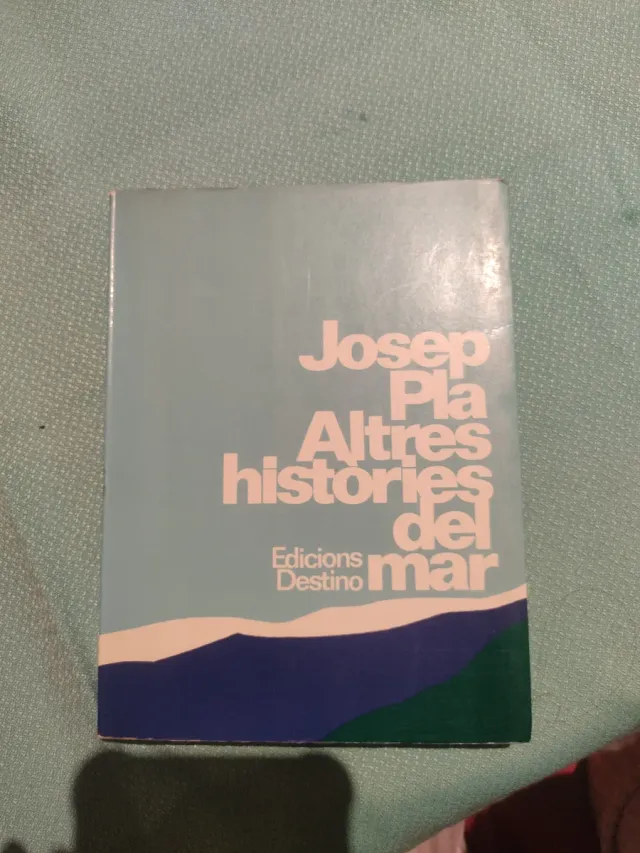 Josep
Pla
Altres
històries
del
mar
Edicions
Destino